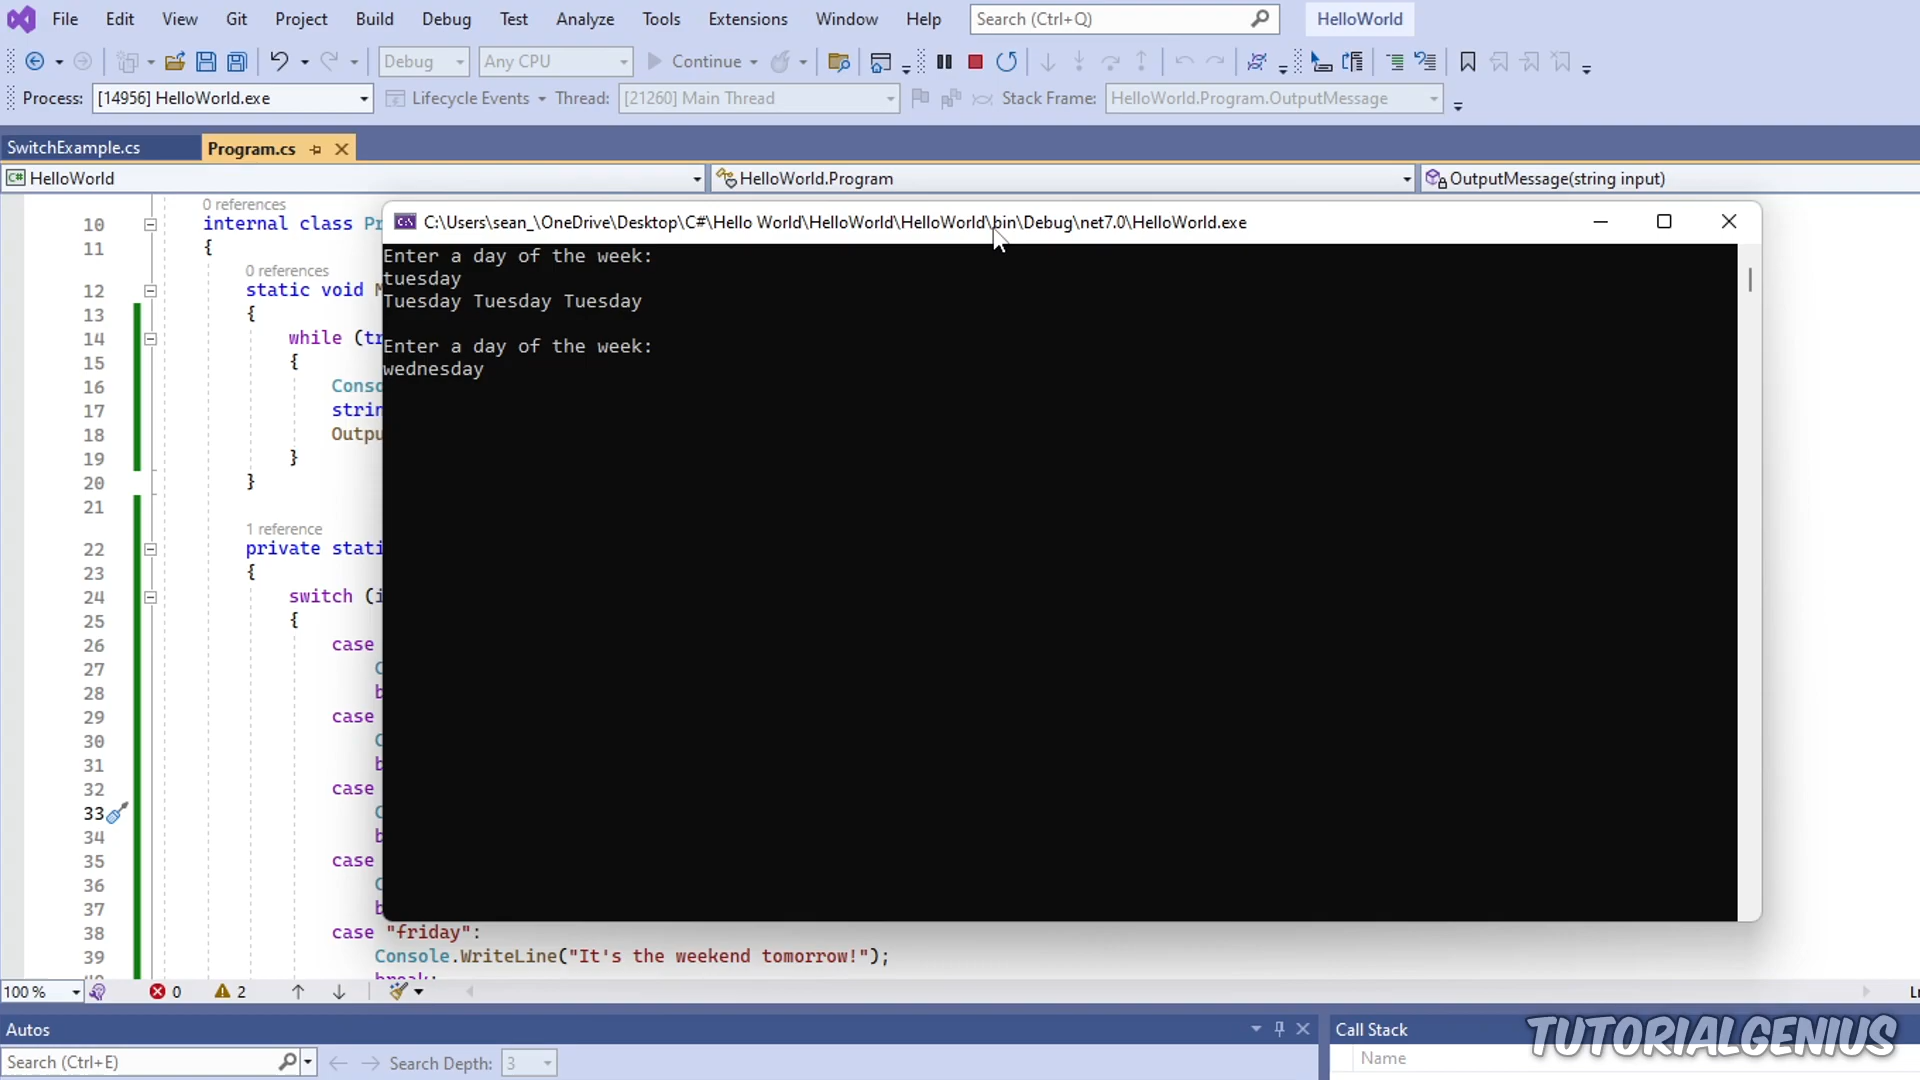 File Edit View Git Project Build Debug Test Analyze Tools Extensions Window Help Search (Ctrl+Q) HelloWorld
Debug Any CPU Continue
Process: [14956] HelloWorld.exe Lifecycle Events Thread: [21260] Main Thread Stack Frame: HelloWorld.Program.OutputMessage
SwitchExample.cs Program.cs
C# HelloWorld HelloWorld.Program OutputMessage(string input)
0 references
10 internal class
C:\Users\sean_\OneDrive\Desktop\C#\Hello World\HelloWorld\HelloWorld\bin\Debug\net7.0\HelloWorld.exe
11 {
Enter a day of the week:
0 references
tuesday
12 static void
Tuesday Tuesday Tuesday
13 {
14 while (
Enter a day of the week:
15 {
wednesday
16
17
18
19 }
20 }
21
1 reference
22 private
23 {
24 switch (
25 {
26 case
27
28
29 case
30
31
32 case
33
34
35 case
36
37
38 case "friday":
39 Console.WriteLine("It's the weekend tomorrow!");
break;
100 % 0 2
Autos Call Stack
Search (Ctrl+E) Search Depth: 3 Name
TUTORIALGENIUS